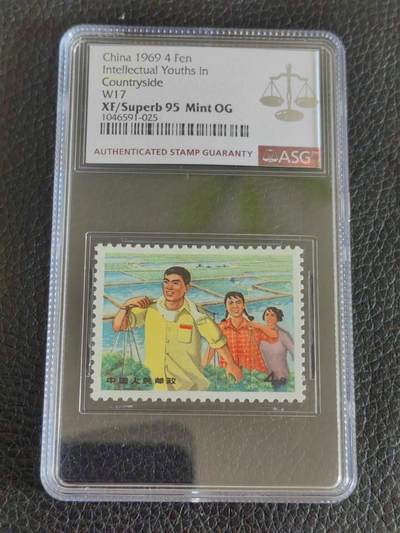 China 1969 4 Fen
Intellectual Youths in
Countryside
W17
XF/Superb 95 Mint OG
1046591-025
AUTHENTICATED STAMP GUARANTY
ASG
中国人民邮政